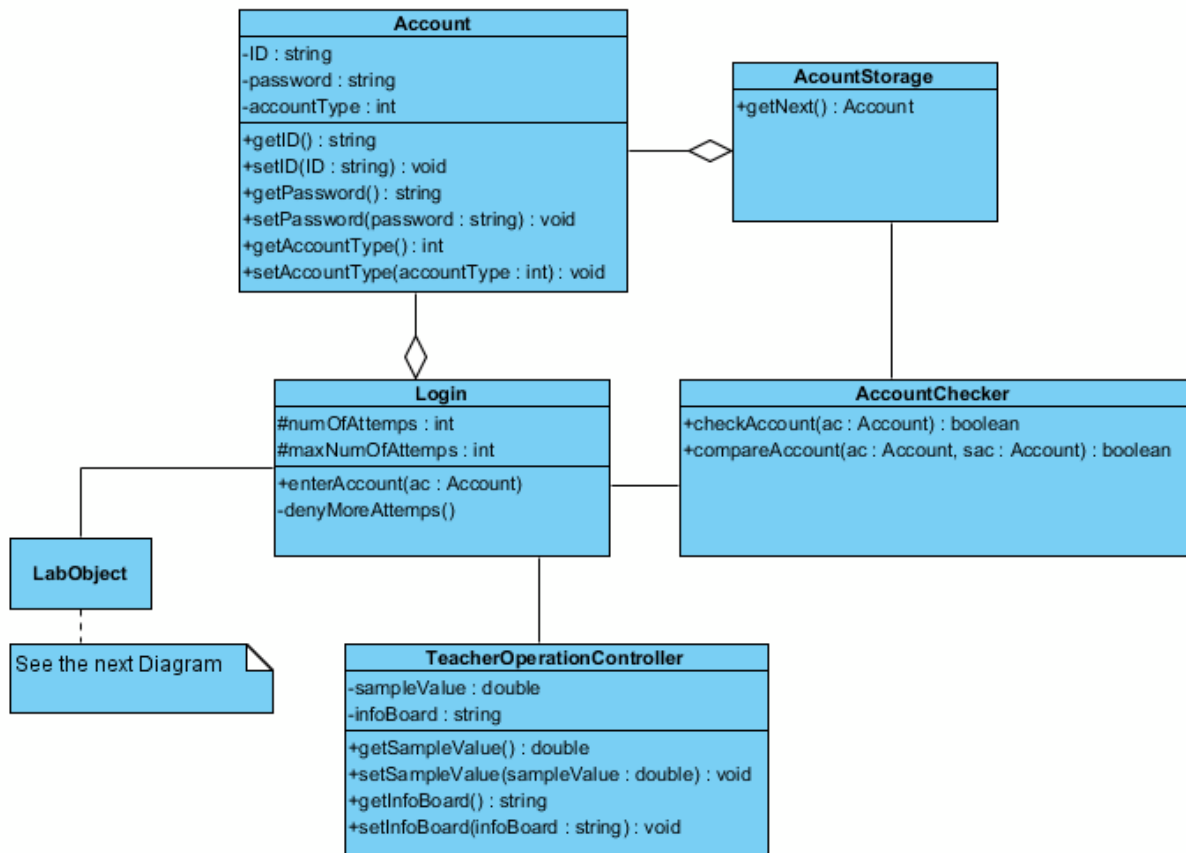 Account
-ID : string
-password : string
-accountType : int
+getID() : string
+setID(ID : string) : void
+getPassword() : string
+setPassword(password : string) : void
+getAccountType() : int
+setAccountType(accountType : int) : void
AcountStorage
+getNext() : Account
Login
#numOfAttemps : int
#maxNumOfAttemps : int
+enterAccount(ac : Account)
-denyMoreAttemps()
AccountChecker
+checkAccount(ac : Account) : boolean
+compareAccount(ac : Account, sac : Account) : boolean
LabObject
See the next Diagram
TeacherOperationController
-sampleValue : double
-infoBoard : string
+getSampleValue() : double
+setSampleValue(sampleValue : double) : void
+getInfoBoard() : string
+setInfoBoard(infoBoard : string) : void